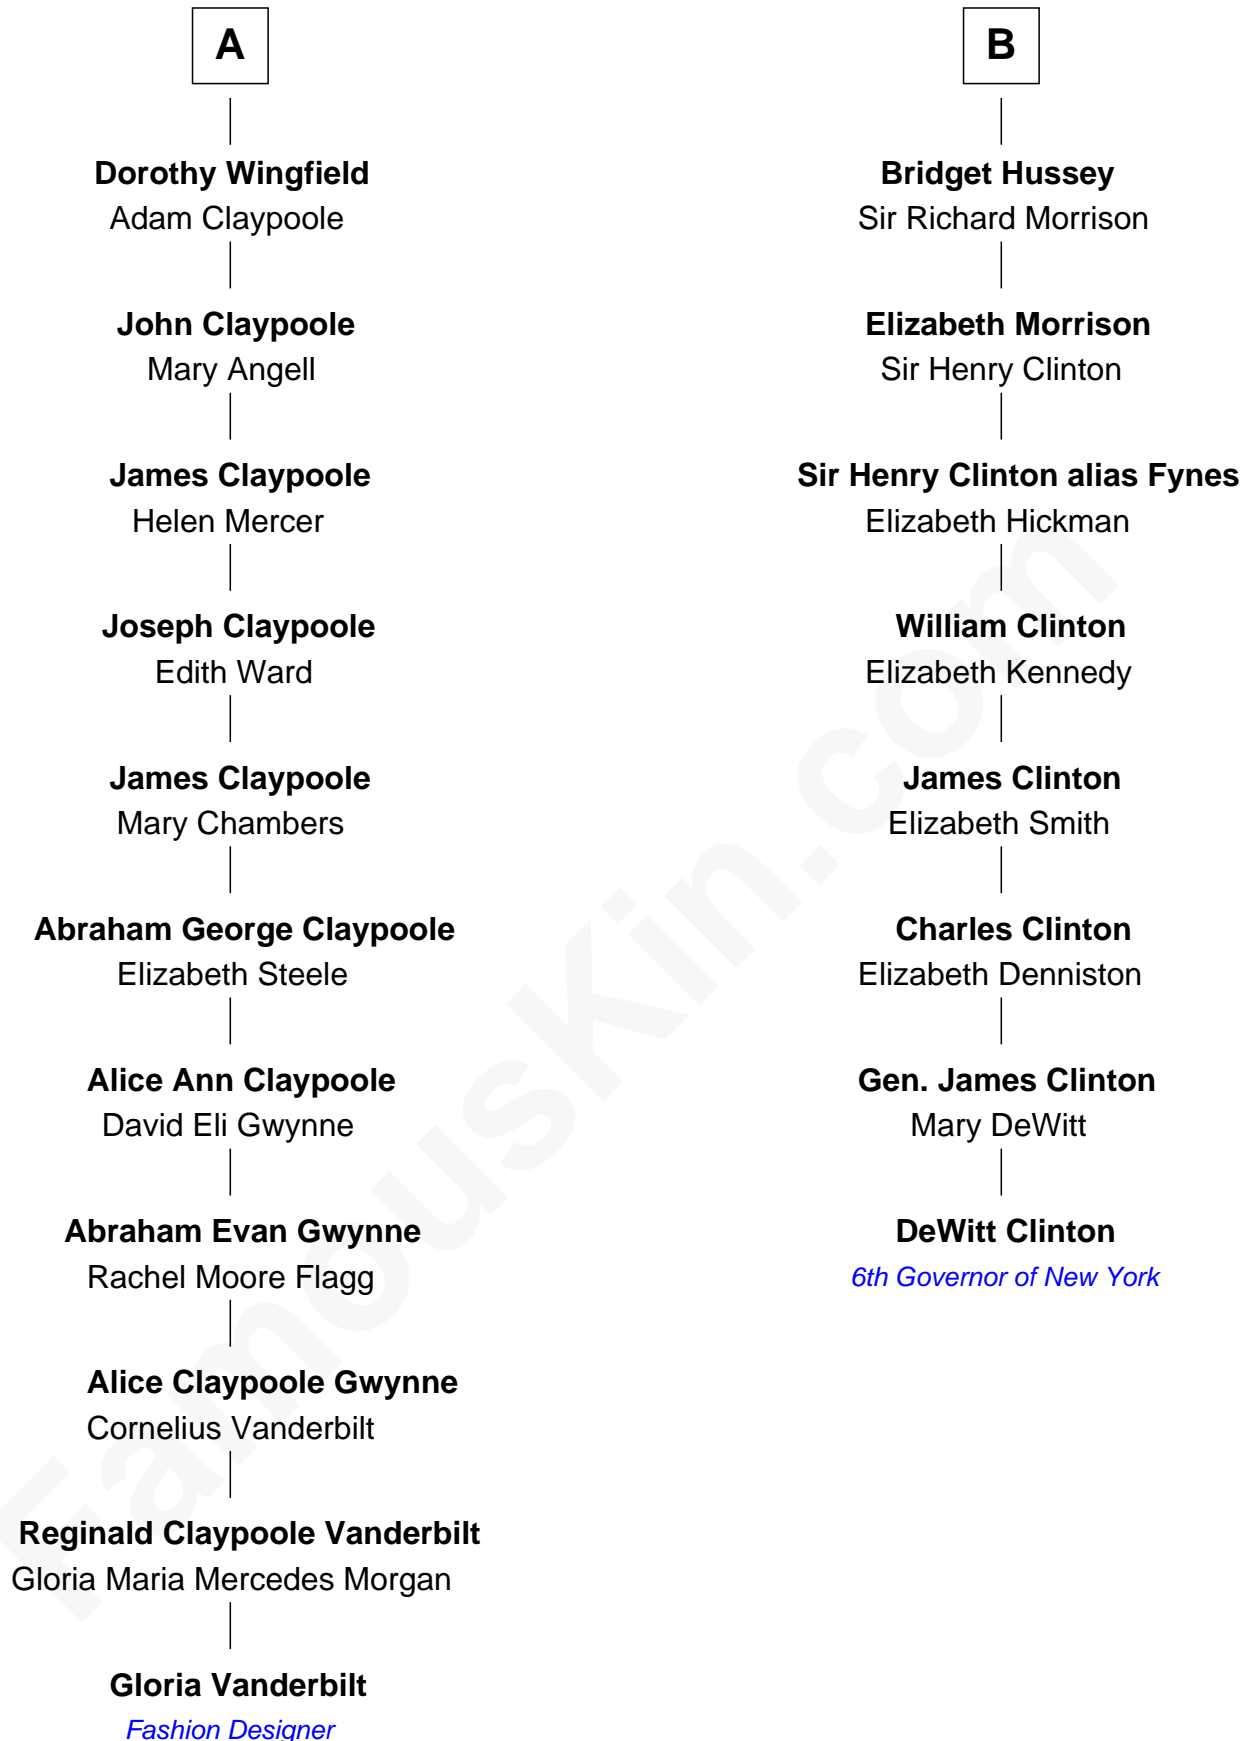 A
Dorothy Wingfield
Adam Claypoole
John Claypoole
Mary Angell
James Claypoole
Helen Mercer
Joseph Claypoole
Edith Ward
James Claypoole
Mary Chambers
Abraham George Claypoole
Elizabeth Steele
Alice Ann Claypoole
David Eli Gwynne
Abraham Evan Gwynne
Rachel Moore Flagg
Alice Claypoole Gwynne
Cornelius Vanderbilt
Reginald Claypoole Vanderbilt
Gloria Maria Mercedes Morgan
Gloria Vanderbilt
Fashion Designer
B
Bridget Hussey
Sir Richard Morrison
Elizabeth Morrison
Sir Henry Clinton
Sir Henry Clinton alias Fynes
Elizabeth Hickman
William Clinton
Elizabeth Kennedy
James Clinton
Elizabeth Smith
Charles Clinton
Elizabeth Denniston
Gen. James Clinton
Mary DeWitt
DeWitt Clinton
6th Governor of New York
FamousKin.com